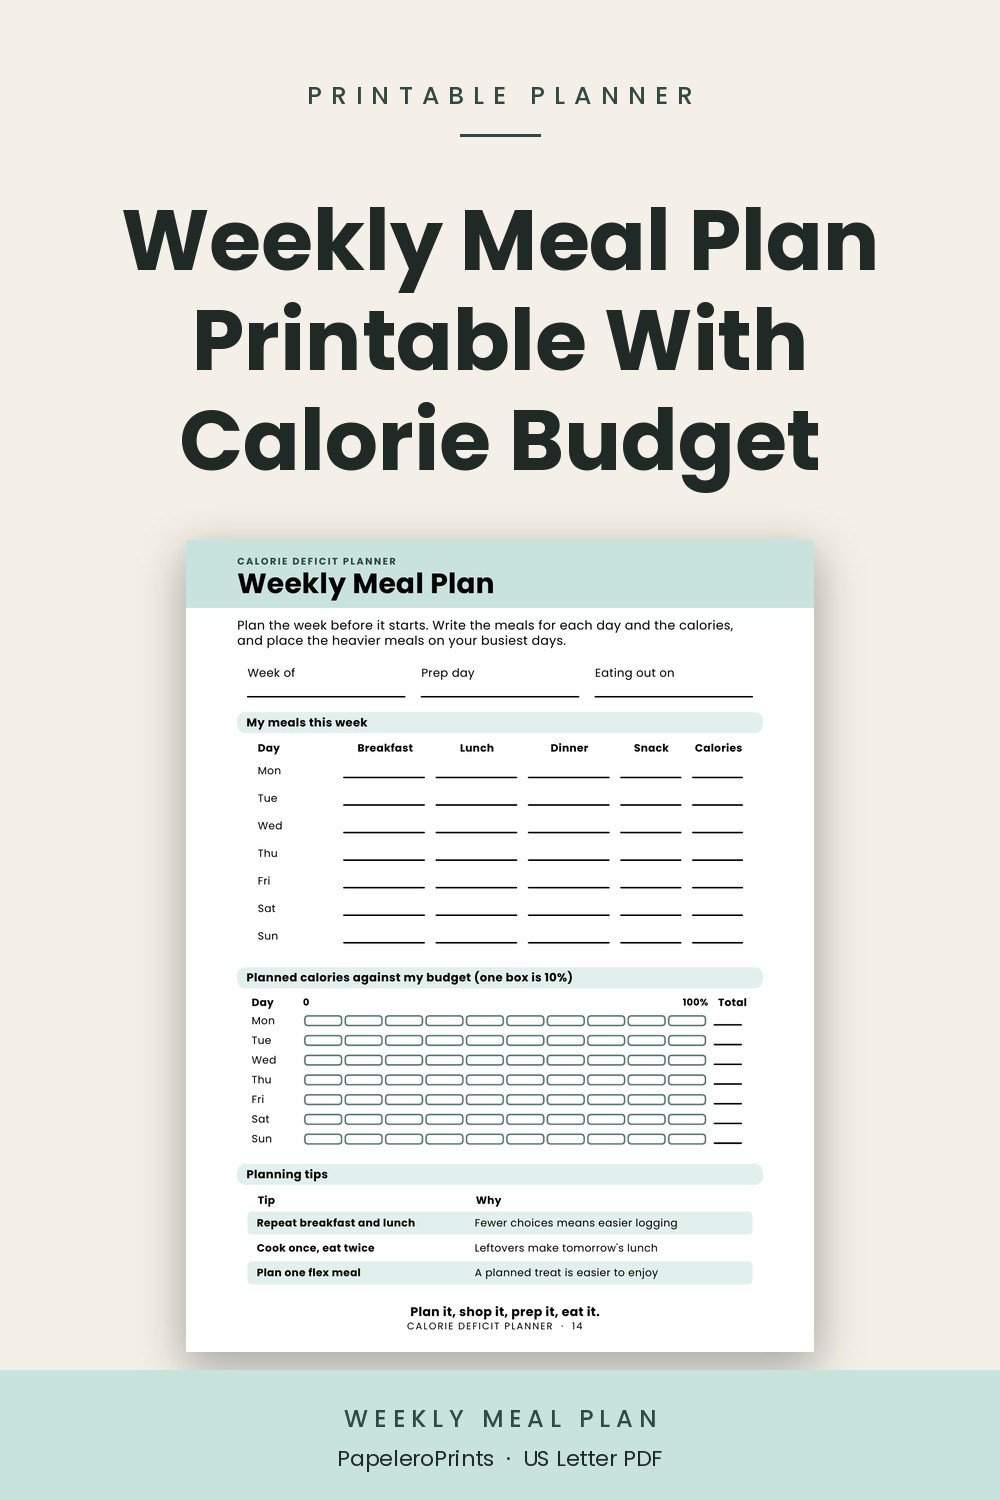 PRINTABLE PLANNER
Weekly Meal Plan
Printable With
Calorie Budget
CALORIE DEFICIT PLANNER
Weekly Meal Plan
Plan the week before it starts. Write the meals for each day and the calories,
and place the heavier meals on your busiest days.
Week of Prep day Eating out on
My meals this week
Day Breakfast Lunch Dinner Snack Calories
Mon
Tue
Wed
Thu
Fri
Sat
Sun
Planned calories against my budget (one box is 10%)
Day 0 100% Total
Mon
Tue
Wed
Thu
Fri
Sat
Sun
Planning tips
Tip Why
Repeat breakfast and lunch Fewer choices means easier logging
Cook once, eat twice Leftovers make tomorrow's lunch
Plan one flex meal A planned treat is easier to enjoy
Plan it, shop it, prep it, eat it.
CALORIE DEFICIT PLANNER · 14
WEEKLY MEAL PLAN
PapeleroPrints · US Letter PDF